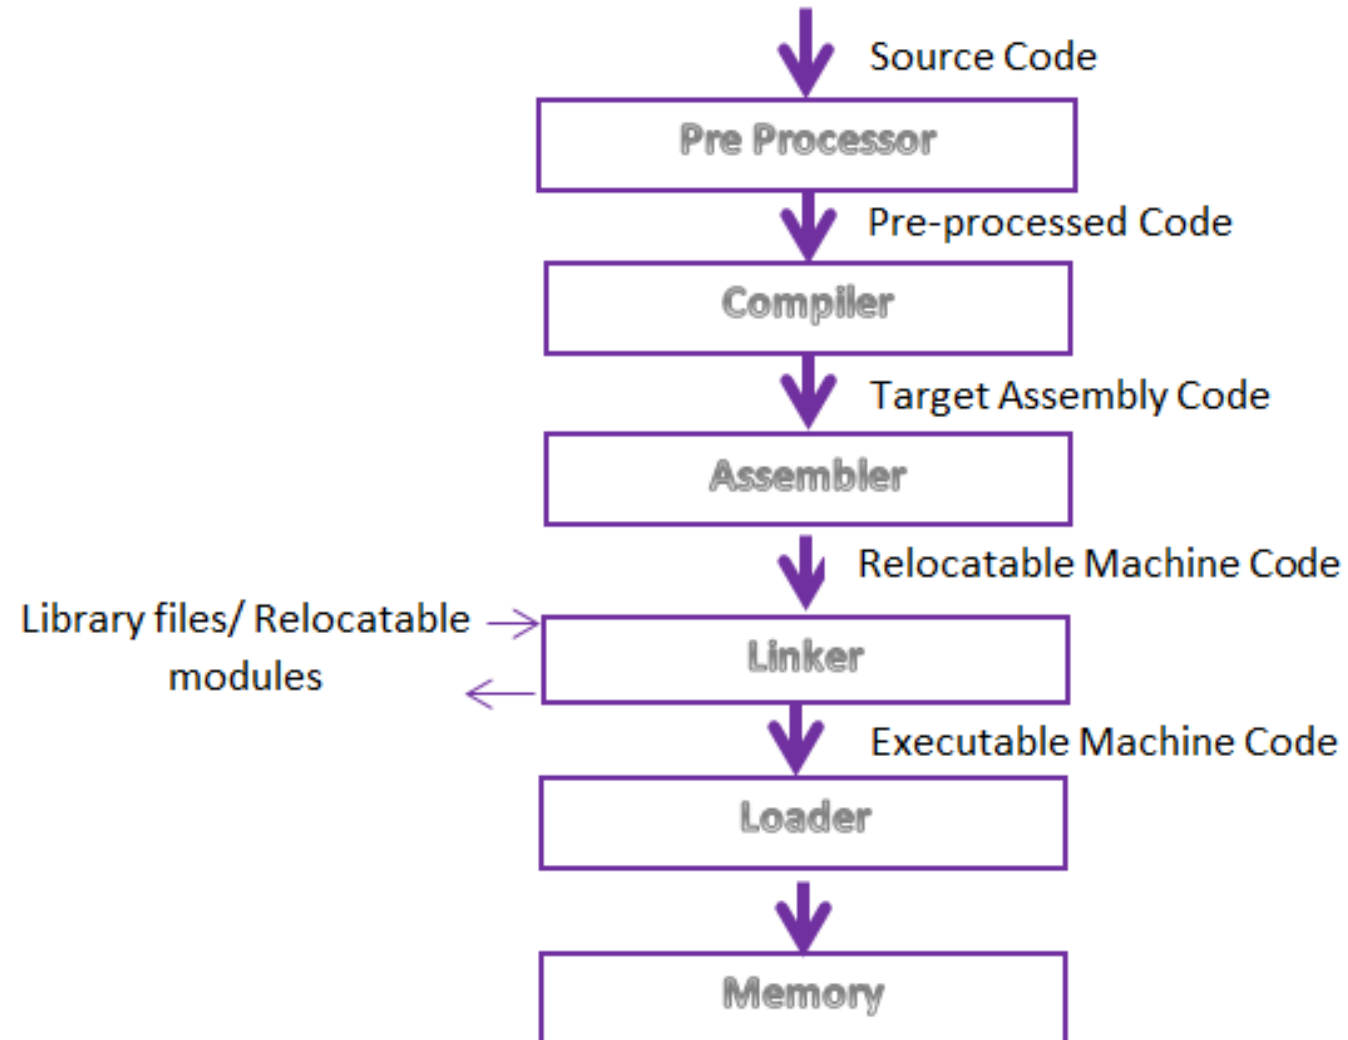 Source Code
Pre Processor
Pre-processed Code
Compiler
Target Assembly Code
Assembler
Relocatable Machine Code
Library files/ Relocatable
modules
Linker
Executable Machine Code
Loader
Memory